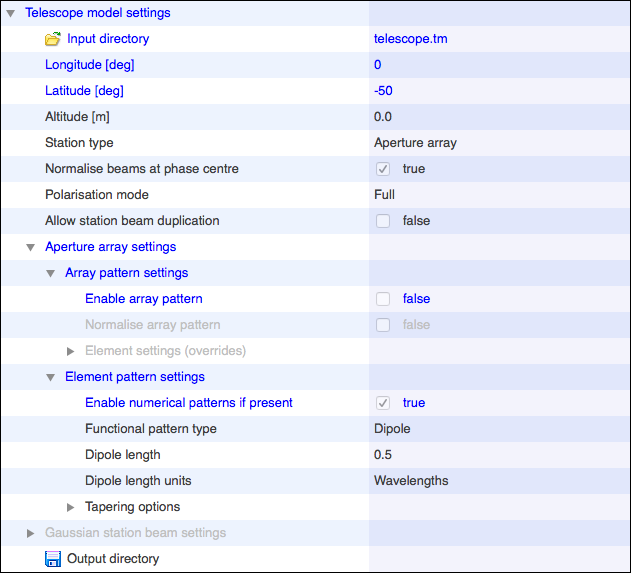 Telescope model settings
Input directory telescope.tm
Longitude [deg] 0
Latitude [deg] -50
Altitude [m] 0.0
Station type Aperture array
Normalise beams at phase centre true
Polarisation mode Full
Allow station beam duplication false
Aperture array settings
Array pattern settings
Enable array pattern false
Normalise array pattern false
Element settings (overrides)
Element pattern settings
Enable numerical patterns if present true
Functional pattern type Dipole
Dipole length 0.5
Dipole length units Wavelengths
Tapering options
Gaussian station beam settings
Output directory